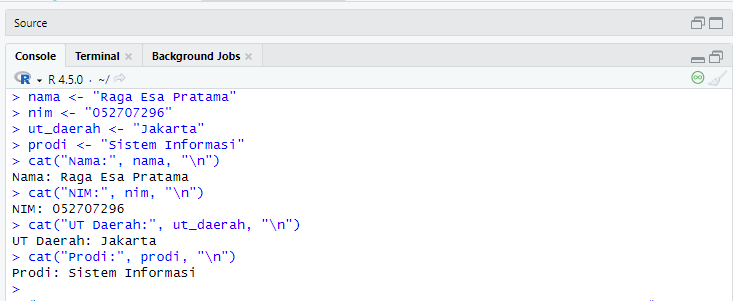 Source
Console Terminal × Background Jobs ×
R 4.5.0 · ~/
> nama <- "Raga Esa Pratama"
> nim <- "052707296"
> ut_daerah <- "Jakarta"
> prodi <- "Sistem Informasi"
> cat("Nama:", nama, "\n")
Nama: Raga Esa Pratama
> cat("NIM:", nim, "\n")
NIM: 052707296
> cat("UT Daerah:", ut_daerah, "\n")
UT Daerah: Jakarta
> cat("Prodi:", prodi, "\n")
Prodi: Sistem Informasi
>